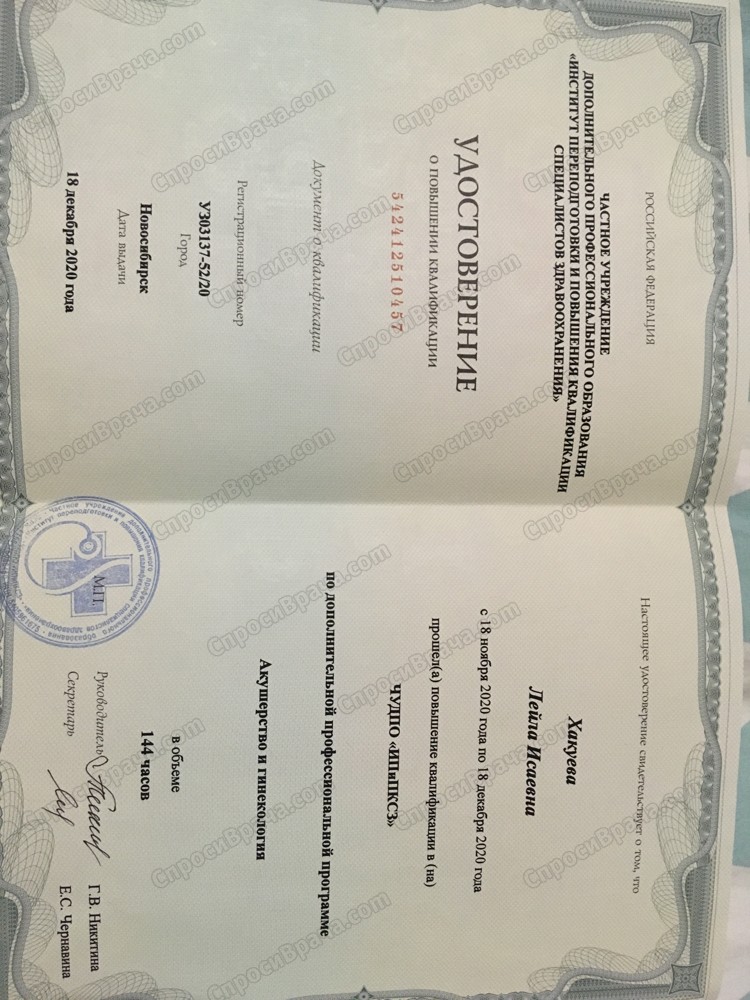 РОССИЙСКАЯ ФЕДЕРАЦИЯ
ЧАСТНОЕ УЧРЕЖДЕНИЕ
ДОПОЛНИТЕЛЬНОГО ПРОФЕССИОНАЛЬНОГО ОБРАЗОВАНИЯ
«ИНСТИТУТ ПЕРЕПОДГОТОВКИ И ПОВЫШЕНИЯ КВАЛИФИКАЦИИ
СПЕЦИАЛИСТОВ ЗДРАВООХРАНЕНИЯ»
УДОСТОВЕРЕНИЕ
О ПОВЫШЕНИИ КВАЛИФИКАЦИИ
542412510457
Документ о квалификации
Регистрационный номер
УЗ03137-52/20
Город
Новосибирск
Дата выдачи
18 декабря 2020 года
Настоящее удостоверение свидетельствует о том, что
Хакуева
Лейла Исаевна
с 18 ноября 2020 года по 18 декабря 2020 года
прошел(а) повышение квалификации в (на)
ЧУДПО «ИПиПКСЗ»
по дополнительной профессиональной программе
Акушерство и гинекология
в объеме
144 часов
М.П.
Руководитель Г.В. Никитина
Секретарь Е.С. Чернавина
СпросиВрача.com